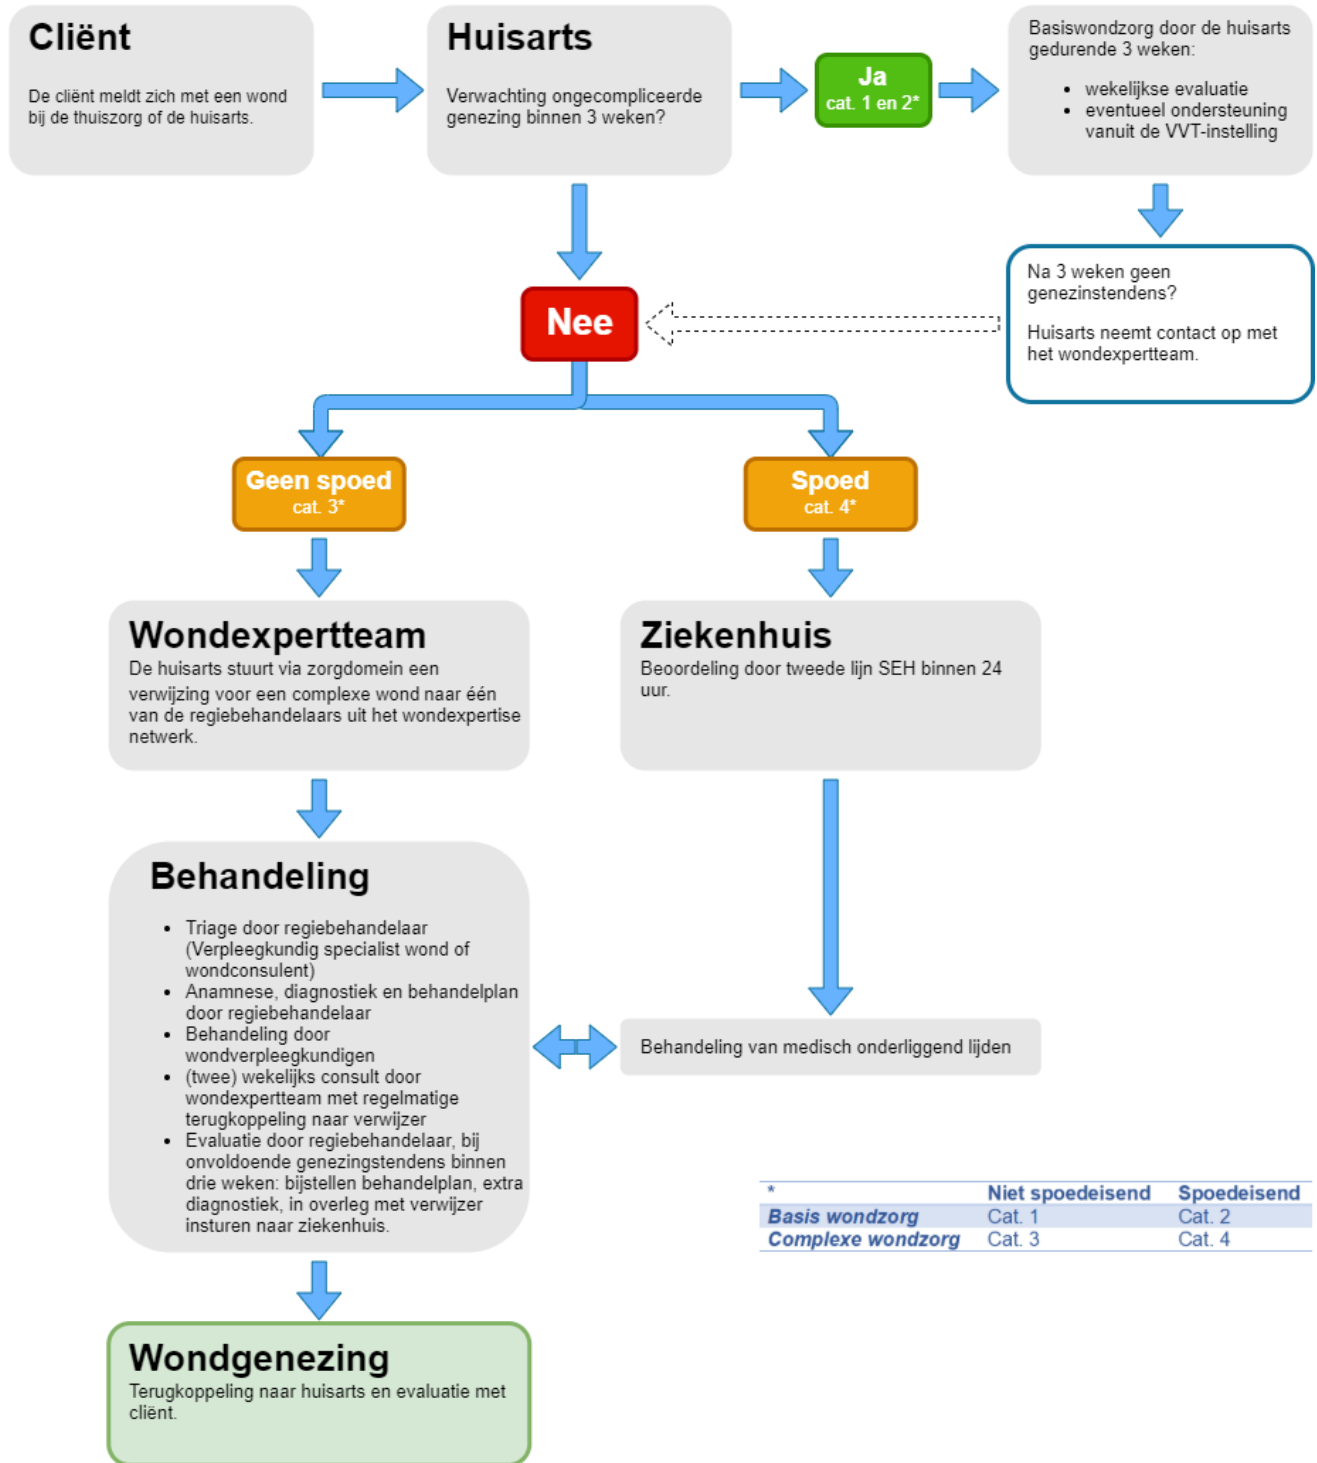 Cliënt
De cliënt meldt zich met een wond
bij de thuiszorg of de huisarts.
Huisarts
Verwachting ongecompliceerde
genezing binnen 3 weken?
Ja
cat. 1 en 2*
Basiswondzorg door de huisarts
gedurende 3 weken:
• wekelijkse evaluatie
• eventueel ondersteuning
vanuit de VVT-instelling
Na 3 weken geen
genezinstendens?
Huisarts neemt contact op met
het wondexpertteam.
Nee
Geen spoed
cat. 3*
Spoed
cat. 4*
Wondexpertteam
De huisarts stuurt via zorgdomein een
verwijzing voor een complexe wond naar één
van de regiebehandelaars uit het wondexpertise
netwerk.
Ziekenhuis
Beoordeling door tweede lijn SEH binnen 24
uur.
Behandeling
• Triage door regiebehandelaar
(Verpleegkundig specialist wond of
wondconsulent)
• Anamnese, diagnostiek en behandelplan
door regiebehandelaar
• Behandeling door
wondverpleegkundigen
• (twee) wekelijks consult door
wondexpertteam met regelmatige
terugkoppeling naar verwijzer
• Evaluatie door regiebehandelaar, bij
onvoldoende genezingstendens binnen
drie weken: bijstellen behandelplan, extra
diagnostiek, in overleg met verwijzer
insturen naar ziekenhuis.
Behandeling van medisch onderliggend lijden
* Niet spoedeisend Spoedeisend
Basis wondzorg Cat. 1 Cat. 2
Complexe wondzorg Cat. 3 Cat. 4
Wondgenezing
Terugkoppeling naar huisarts en evaluatie met
cliënt.